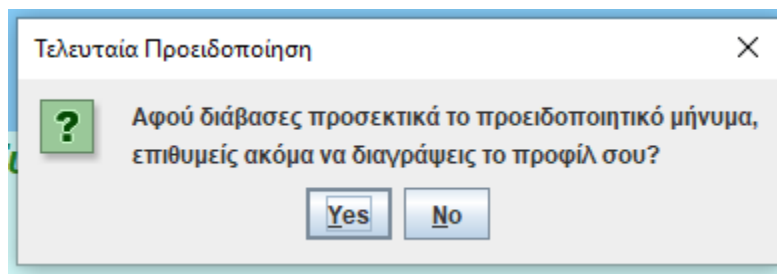 Τελευταία Προειδοποίηση
Αφού διάβασες προσεκτικά το προειδοποιητικό μήνυμα,
επιθυμείς ακόμα να διαγράψεις το προφίλ σου?
Yes No